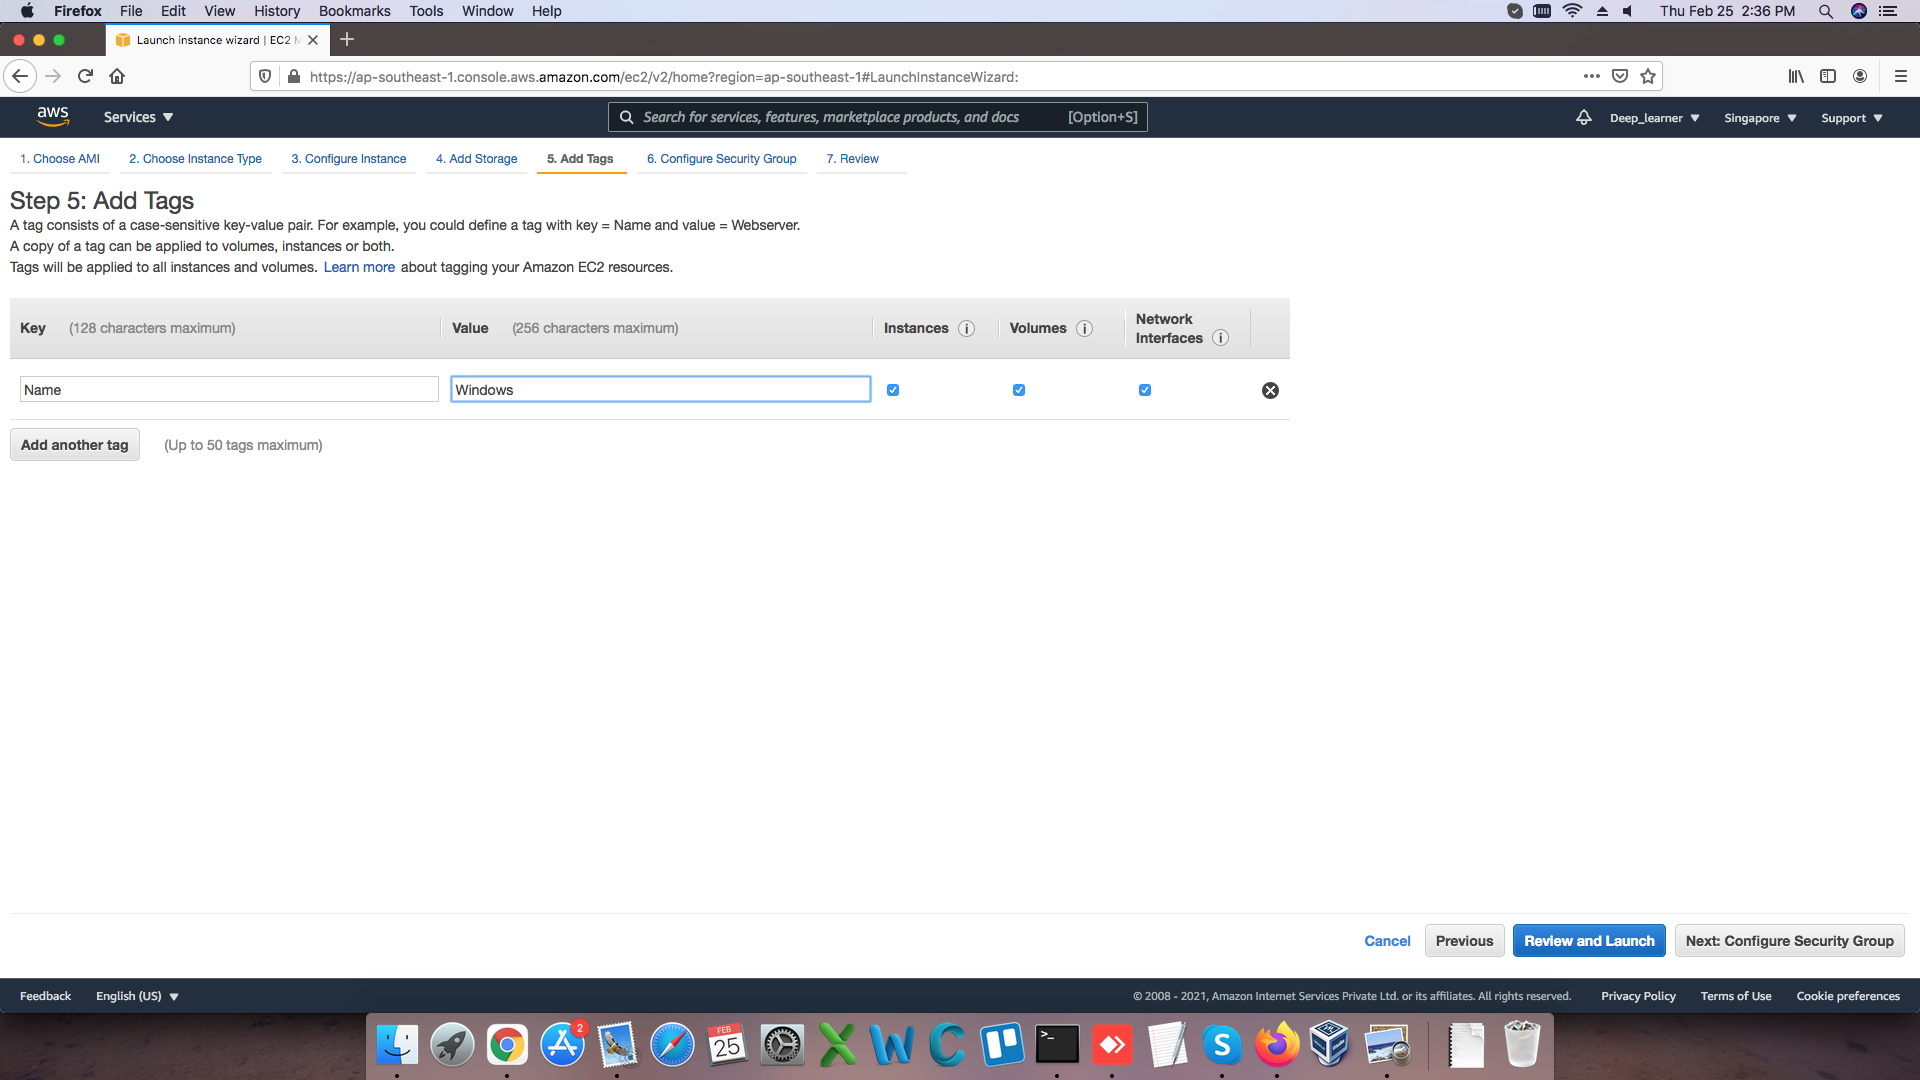 Firefox File Edit View History Bookmarks Tools Window Help Thu Feb 25 2:36 PM
Launch instance wizard | EC2 M
https://ap-southeast-1.console.aws.amazon.com/ec2/v2/home?region=ap-southeast-1#LaunchInstanceWizard:
aws Services Search for services, features, marketplace products, and docs [Option+S] Deep_learner Singapore Support
1. Choose AMI 2. Choose Instance Type 3. Configure Instance 4. Add Storage 5. Add Tags 6. Configure Security Group 7. Review
Step 5: Add Tags
A tag consists of a case-sensitive key-value pair. For example, you could define a tag with key = Name and value = Webserver.
A copy of a tag can be applied to volumes, instances or both.
Tags will be applied to all instances and volumes. Learn more about tagging your Amazon EC2 resources.
Key (128 characters maximum) Value (256 characters maximum) Instances i Volumes i Network
Interfaces i
Name Windows
Add another tag (Up to 50 tags maximum)
Cancel Previous Review and Launch Next: Configure Security Group
Feedback English (US) © 2008 - 2021, Amazon Internet Services Private Ltd. or its affiliates. All rights reserved. Privacy Policy Terms of Use Cookie preferences
2
FEB
25
>_
S